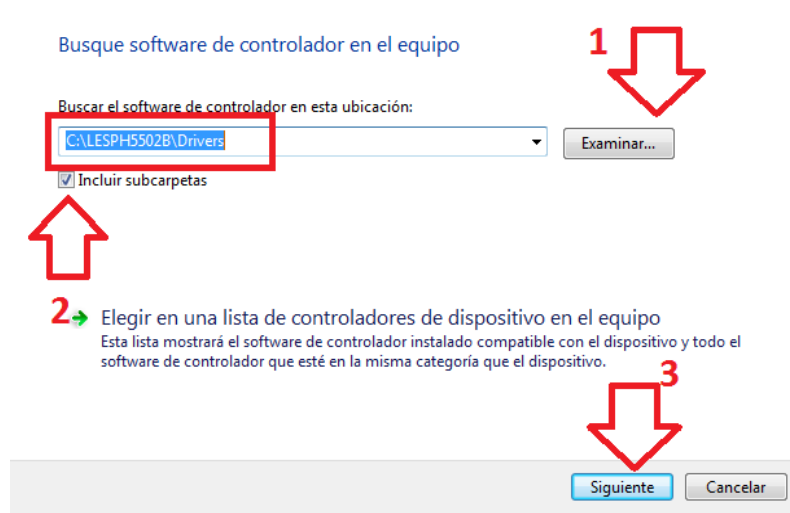 Busque software de controlador en el equipo
1
Buscar el software de controlador en esta ubicación:
C:\LESPH5502B\Drivers
Examinar...
Incluir subcarpetas
2
Elegir en una lista de controladores de dispositivo en el equipo
Esta lista mostrará el software de controlador instalado compatible con el dispositivo y todo el
software de controlador que esté en la misma categoría que el dispositivo.
3
Siguiente
Cancelar